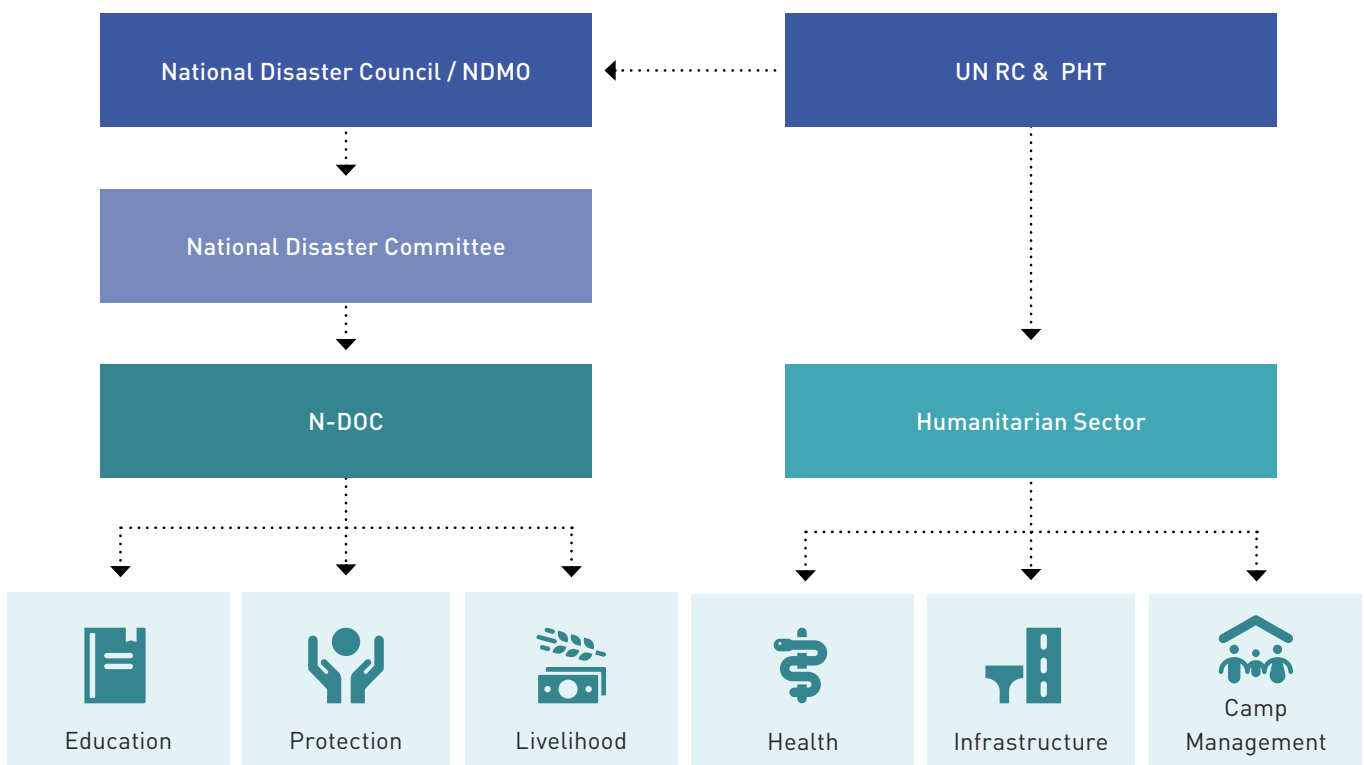 National Disaster Council / NDMO
UN RC & PHT
National Disaster Committee
N-DOC
Humanitarian Sector
Education
Protection
Livelihood
Health
Infrastructure
Camp
Management